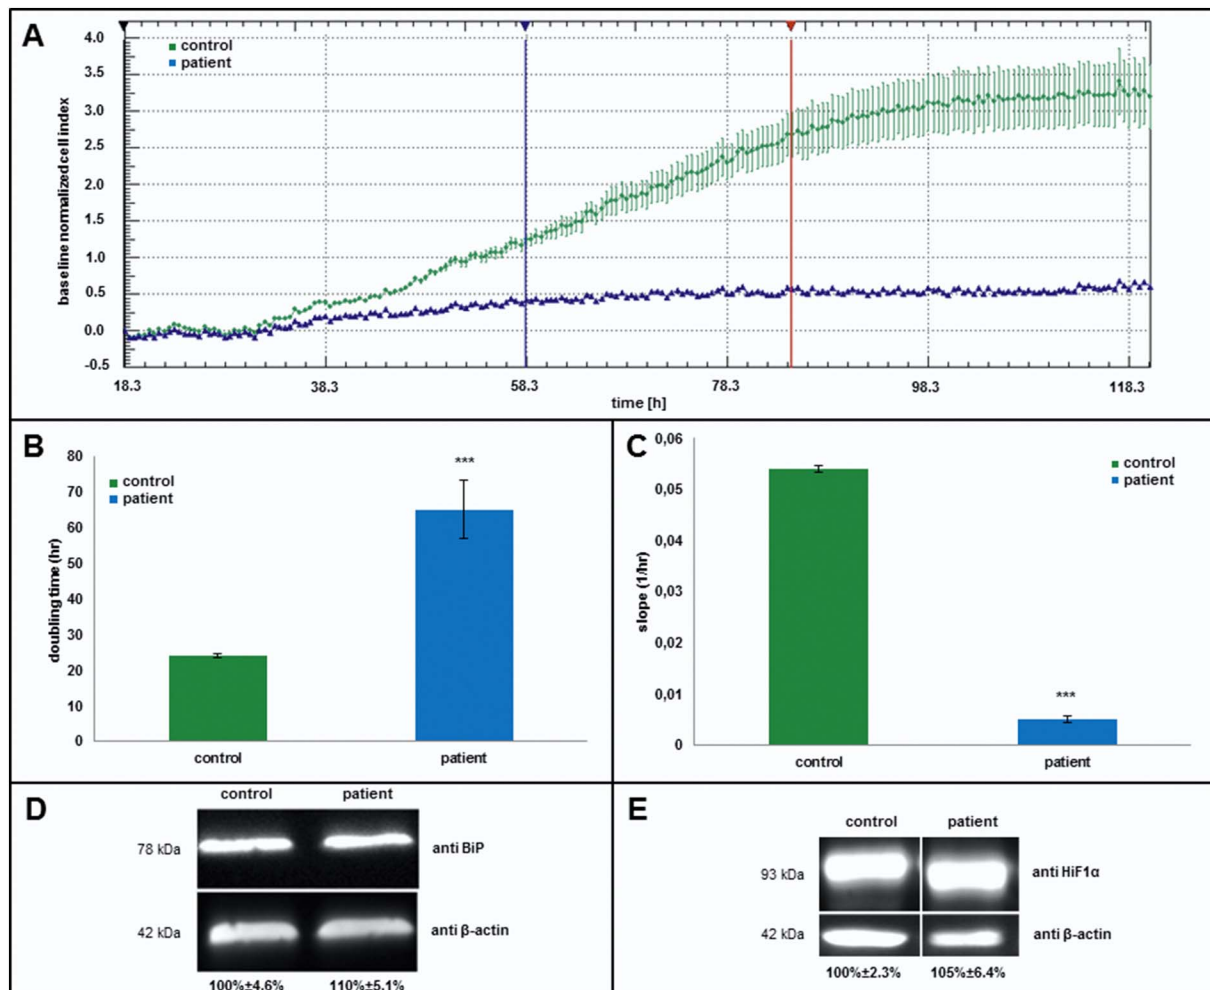 A
control
patient
4.0
3.5
3.0
2.5
2.0
1.5
1.0
0.5
0.0
-0.5
baseline normalized cell index
18.3 38.3 58.3 78.3 98.3 118.3
time [h]
B
control
patient
80
70
60
50
40
30
20
10
0
doubling time (hr)
***
control patient
C
control
patient
0,06
0,05
0,04
0,03
0,02
0,01
0
slope (1/hr)
***
control patient
D
control patient
78 kDa anti BiP
42 kDa anti β-actin
100%±4.6% 110%±5.1%
E
control patient
93 kDa anti HiF1α
42 kDa anti β-actin
100%±2.3% 105%±6.4%